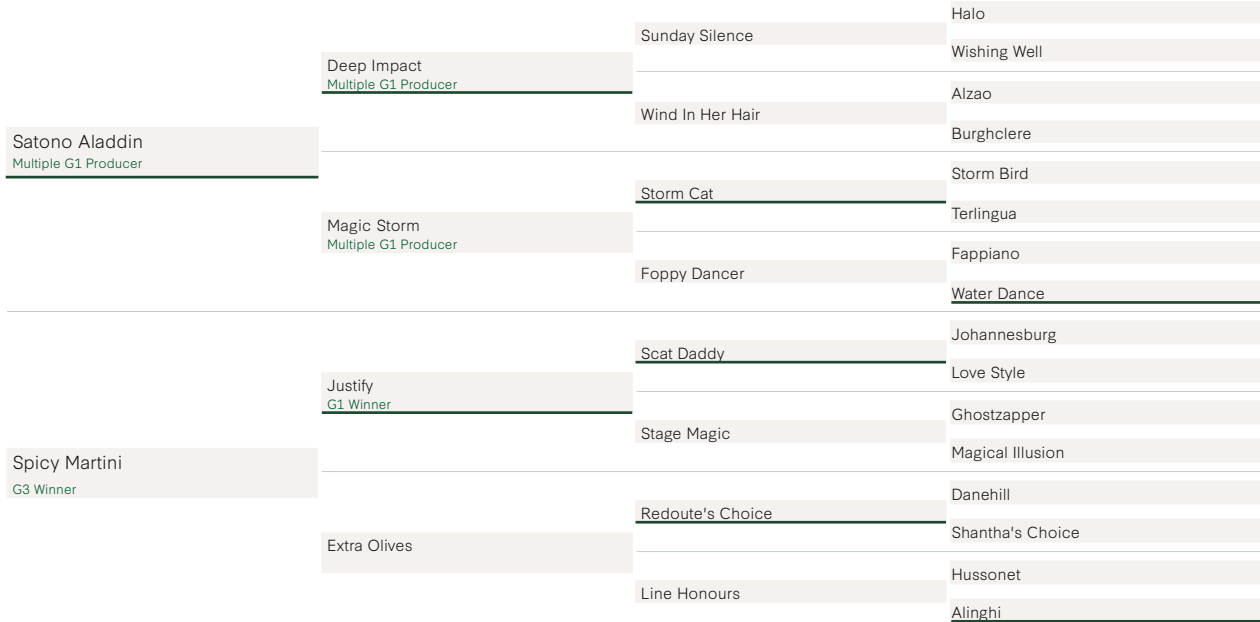 Satono Aladdin
Multiple G1 Producer
Spicy Martini
G3 Winner
Deep Impact
Multiple G1 Producer
Magic Storm
Multiple G1 Producer
Justify
G1 Winner
Extra Olives
Sunday Silence
Wind In Her Hair
Storm Cat
Foppy Dancer
Scat Daddy
Stage Magic
Redoute's Choice
Line Honours
Halo
Wishing Well
Alzao
Burghclere
Storm Bird
Terlingua
Fappiano
Water Dance
Johannesburg
Love Style
Ghostzapper
Magical Illusion
Danehill
Shantha's Choice
Hussonet
Alinghi